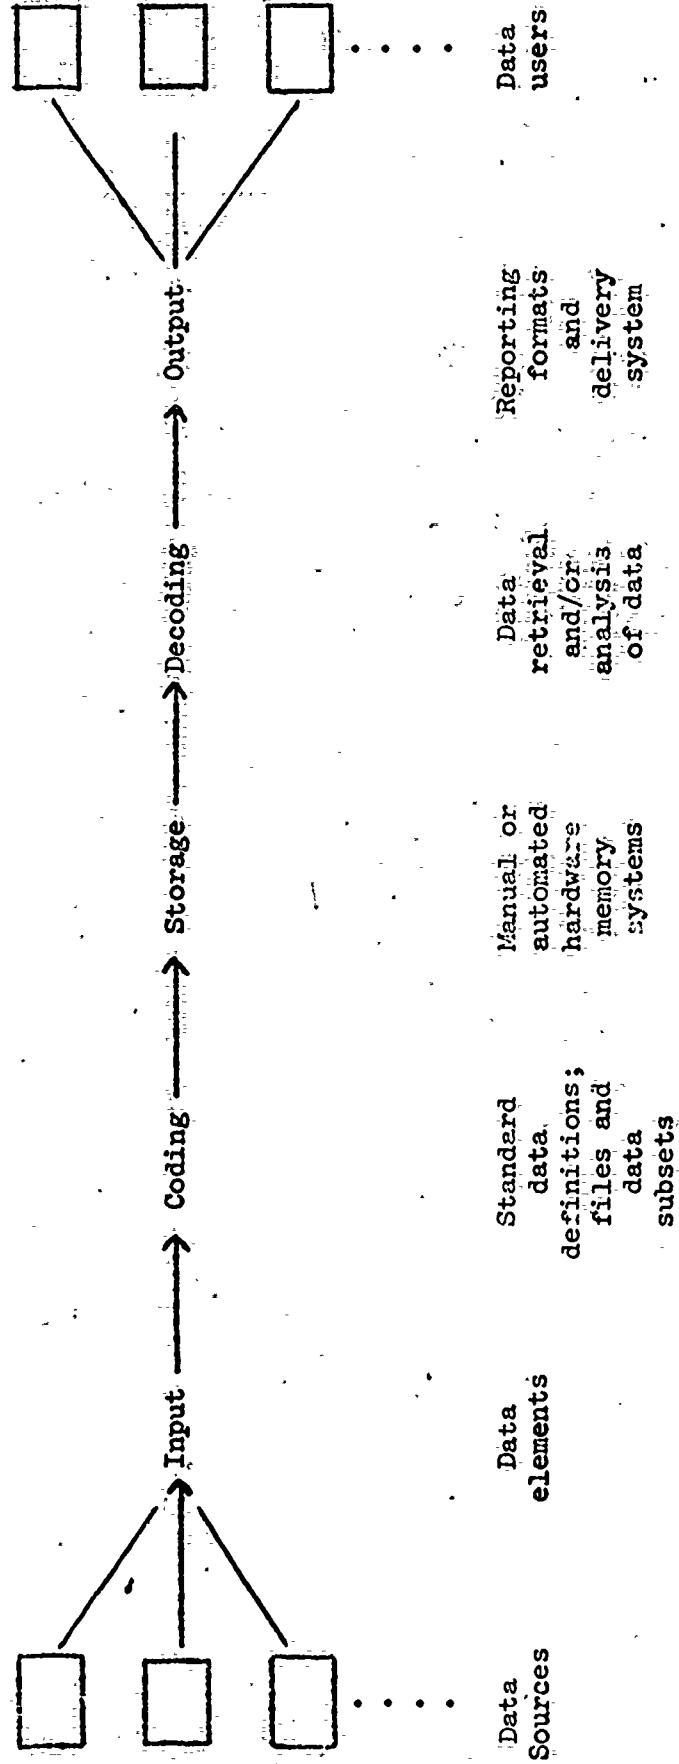 Input
Coding
Storage
Decoding
Output
Data
Sources
Data
elements
Standard
data
definitions;
files and
data
subsets
Manual or
automated
hardware
memory
systems
Data
retrieval
and/or
analysis
of data
Reporting
formats
and
delivery
system
Data
users